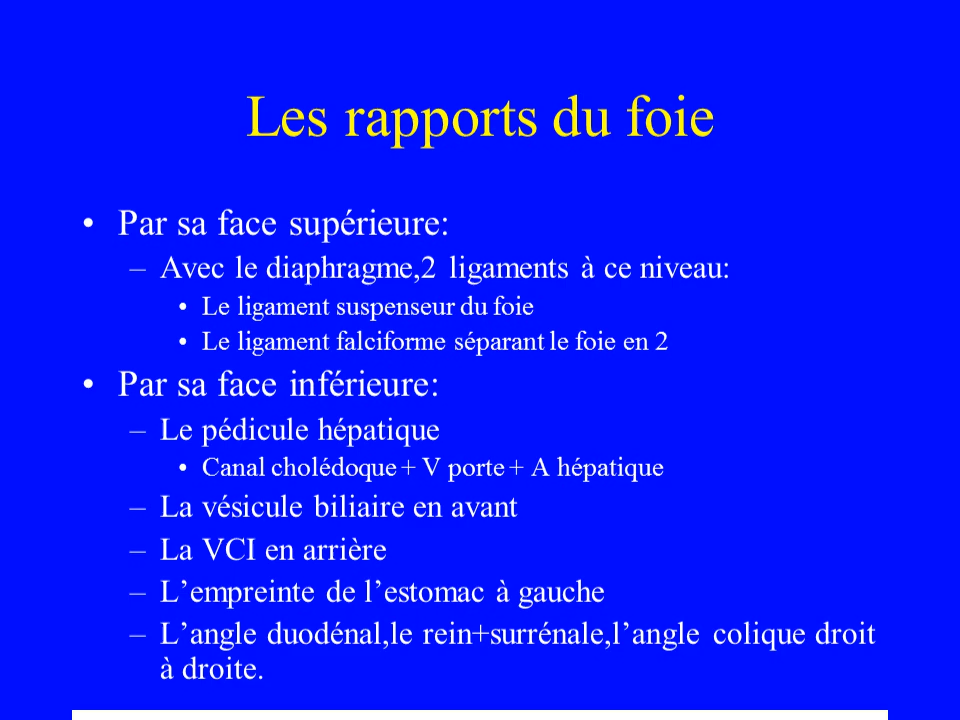 Les rapports du foie
• Par sa face supérieure:
– Avec le diaphragme,2 ligaments à ce niveau:
• Le ligament suspenseur du foie
• Le ligament falciforme séparant le foie en 2
• Par sa face inférieure:
– Le pédicule hépatique
• Canal cholédoque + V porte + A hépatique
– La vésicule biliaire en avant
– La VCI en arrière
– L’empreinte de l’estomac à gauche
– L’angle duodénal,le rein+surrénale,l’angle colique droit
à droite.